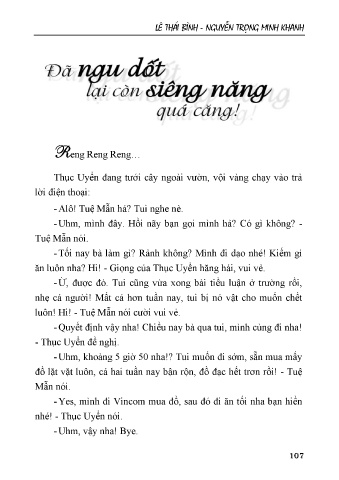 LÊ THÁI BÌNH - NGUYỄN TRỌNG MINH KHANH
Đã ngu dốt
lại còn siêng năng
quá căng!
Reng Reng Reng...
Thục Uyển đang tưới cây ngoài vườn, vội vàng chạy vào trả
lời điện thoại:
- Alô! Tuệ Mẫn há? Tui nghe nè.
- Uhm, mình đây. Hồi nãy bạn gọi mình há? Có gì không? -
Tuệ Mẫn nói.
- Tối nay bà làm gì? Rảnh không? Mình đi dạo nhé! Kiếm gì
ăn luôn nha? Hi! - Giọng của Thục Uyển hăng hái, vui vẻ.
- Ừ, được đó. Tui cũng vừa xong bài tiểu luận ở trường rồi,
nhẹ cả người! Mất cả hơn tuần nay, tui bị nó vật cho muốn chết
luôn! Hi! - Tuệ Mẫn nói cười vui vẻ.
- Quyết định vậy nha! Chiều nay bà qua tui, mình cùng đi nha!
- Thục Uyển đề nghị.
- Uhm, khoảng 5 giờ 50 nha!? Tui muốn đi sớm, sẵn mua mấy
đồ lặt vặt luôn, cả hai tuần nay bận rộn, đồ đạc hết trơn rồi! - Tuệ
Mẫn nói.
- Yes, mình đi Vincom mua đồ, sau đó đi ăn tối nha bạn hiền
nhé! - Thục Uyển nói.
- Uhm, vậy nha! Bye.
107